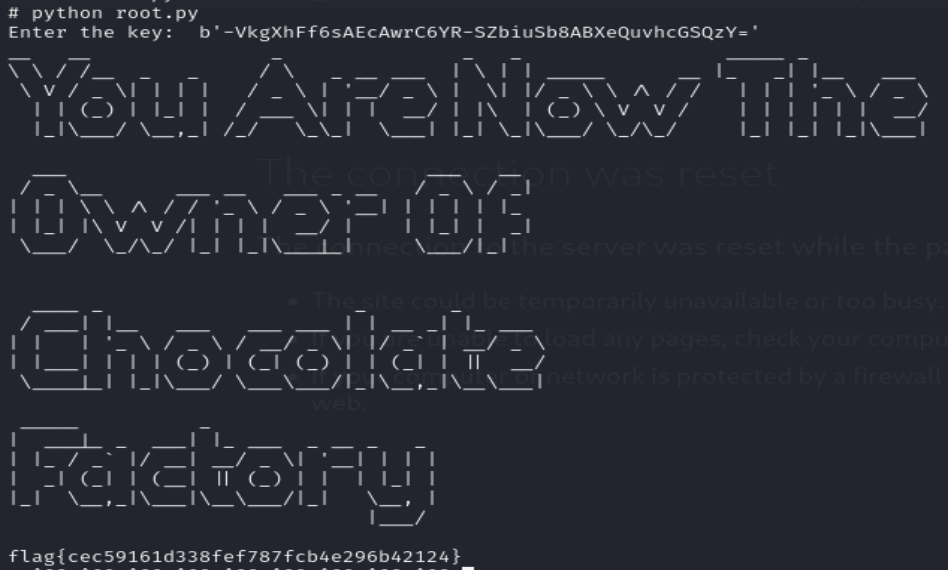 # python root.py
Enter the key:  b'-VkgXhFf6sAEcAwrC6YR-SZbiuSb8ABXeQuvhcGSQzY='
You Are Now The
Owner Of
Chocolate
Factory
flag{cec59161d338fef787fcb4e296b42124}
The connection was reset
The connection to the server was reset while the
The site could be temporarily unavailable or too busy.
If you are unable to load any pages, check your
If your computer or network is protected by a firewall
web.